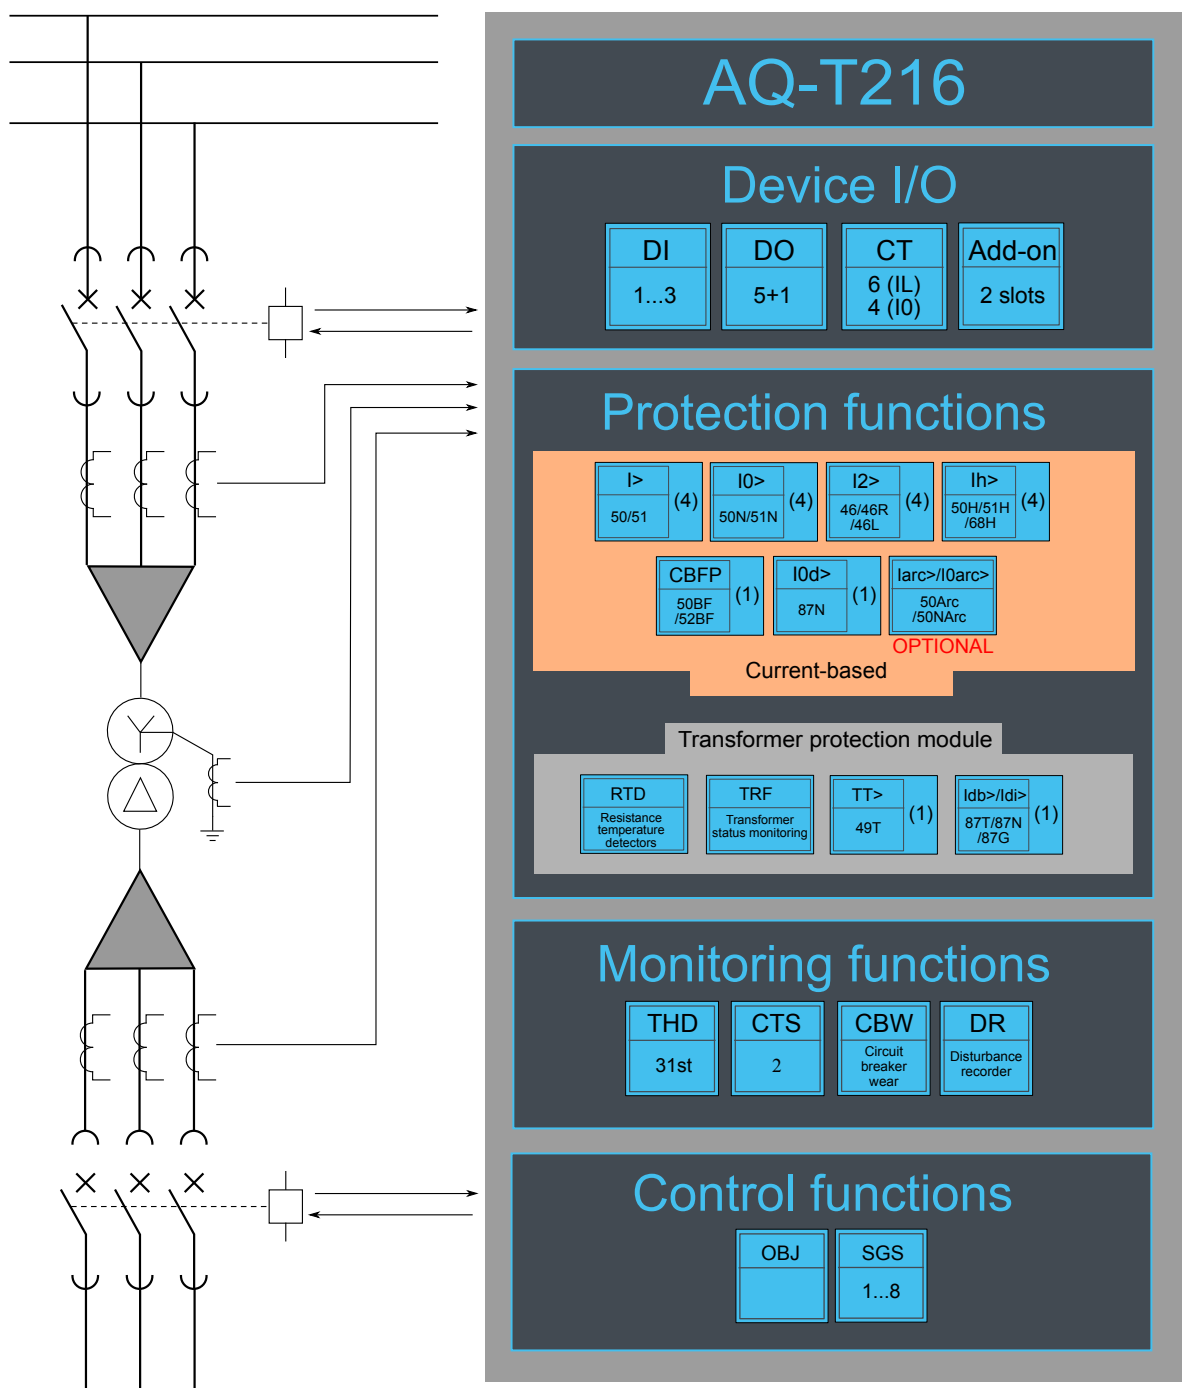 AQ-T216
Device I/O
DI
1...3
DO
5+1
CT
6 (IL)
4 (I0)
Add-on
2 slots
Protection functions
I>
50/51
(4)
I0>
50N/51N
(4)
I2>
46/46R
/46L
(4)
Ih>
50H/51H
/68H
(4)
CBFP
50BF
/52BF
(1)
I0d>
87N
(1)
Iarc>/I0arc>
50Arc
/50NArc
OPTIONAL
Current-based
Transformer protection module
RTD
Resistance
temperature
detectors
TRF
Transformer
status monitoring
TT>
49T
(1)
Idb>/Idi>
87T/87N
/87G
(1)
Monitoring functions
THD
31st
CTS
2
CBW
Circuit
breaker
wear
DR
Disturbance
recorder
Control functions
OBJ
SGS
1...8